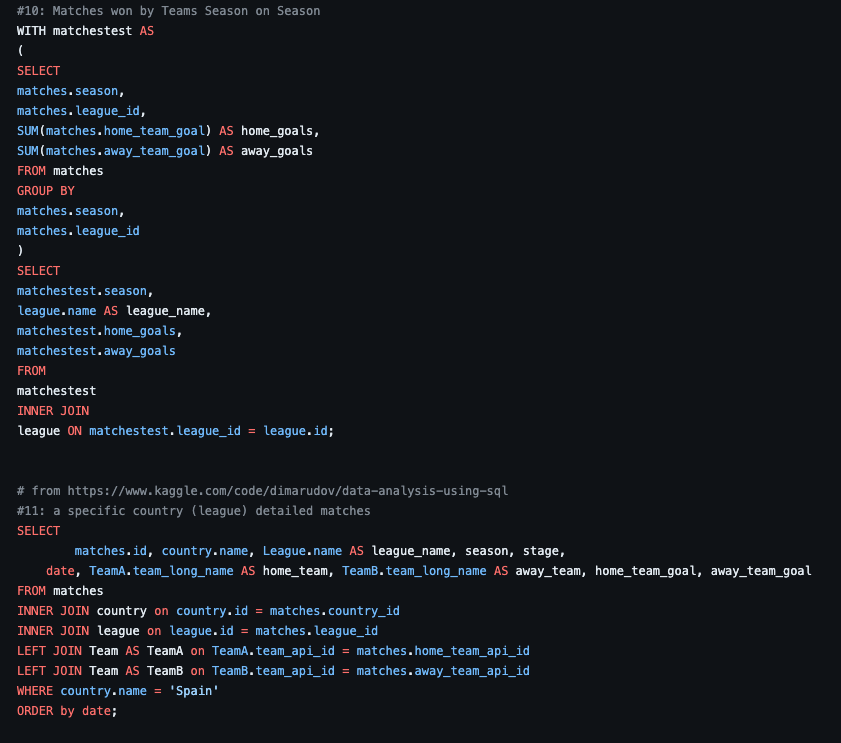 #10: Matches won by Teams Season on Season
WITH matchestest AS
(
SELECT
matches.season,
matches.league_id,
SUM(matches.home_team_goal) AS home_goals,
SUM(matches.away_team_goal) AS away_goals
FROM matches
GROUP BY
matches.season,
matches.league_id
)
SELECT
matchestest.season,
league.name AS league_name,
matchestest.home_goals,
matchestest.away_goals
FROM
matchestest
INNER JOIN
league ON matchestest.league_id = league.id;
# from https://www.kaggle.com/code/dimarudov/data-analysis-using-sql
#11: a specific country (league) detailed matches
SELECT
matches.id, country.name, League.name AS league_name, season, stage,
date, TeamA.team_long_name AS home_team, TeamB.team_long_name AS away_team, home_team_goal, away_team_goal
FROM matches
INNER JOIN country on country.id = matches.country_id
INNER JOIN league on league.id = matches.league_id
LEFT JOIN Team AS TeamA on TeamA.team_api_id = matches.home_team_api_id
LEFT JOIN Team AS TeamB on TeamB.team_api_id = matches.away_team_api_id
WHERE country.name = 'Spain'
ORDER by date;